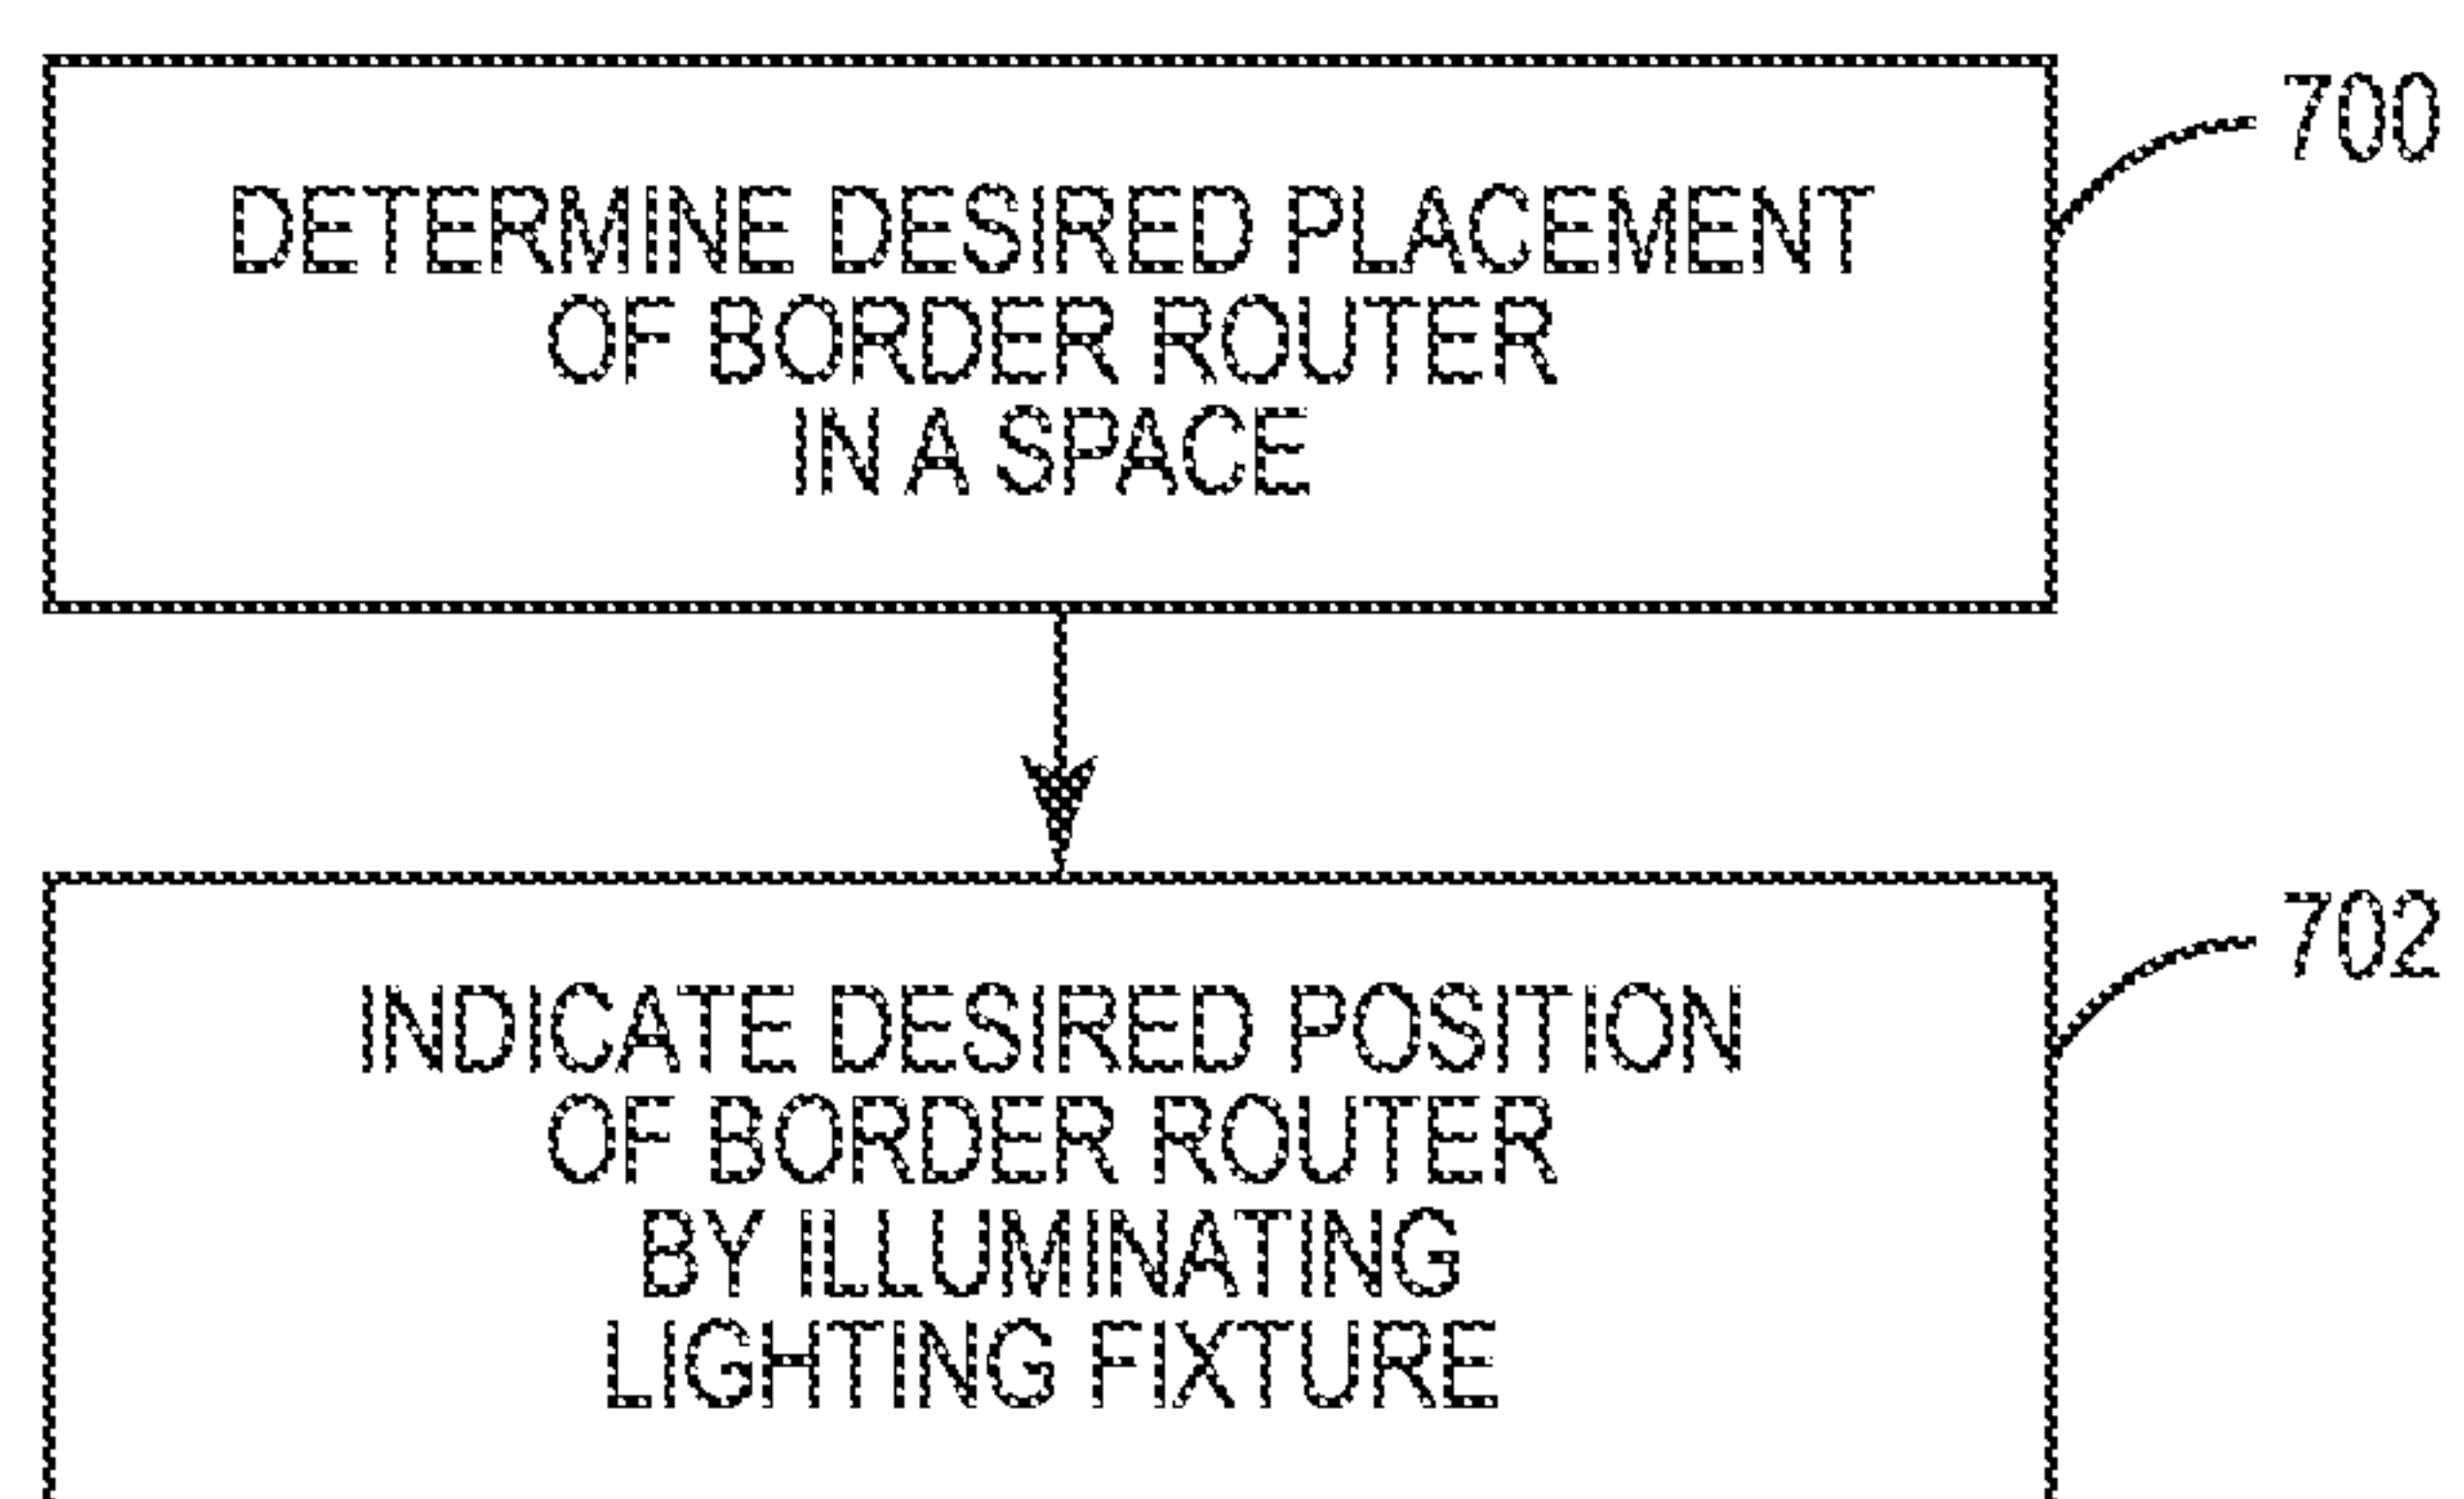 DETERMINE DESIRED PLACEMENT
OF BORDER ROUTER
IN A SPACE
700
INDICATE DESIRED POSITION
OF BORDER ROUTER
BY ILLUMINATING
LIGHTING FIXTURE
702